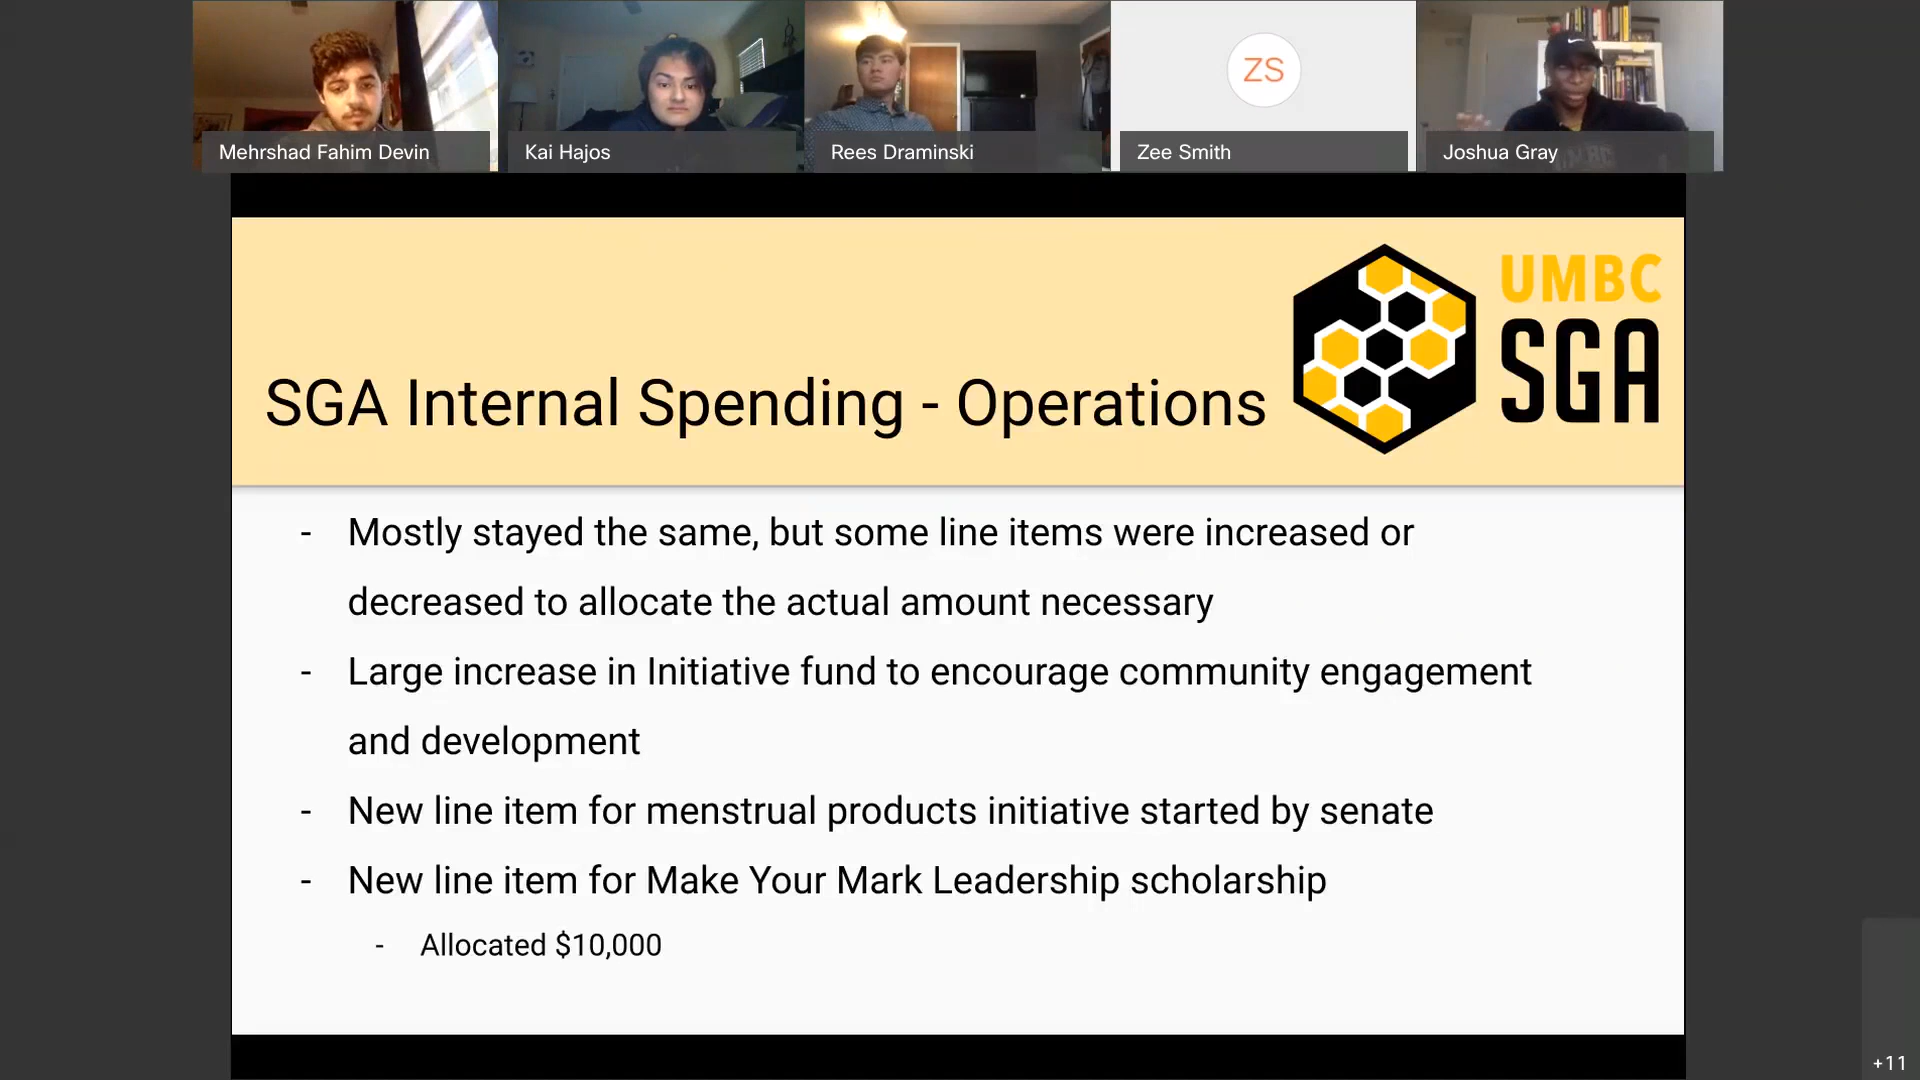 Mehrshad Fahim Devin
Kai Hajos
Rees Draminski
ZS
Zee Smith
Joshua Gray
UMBC
SGA
SGA Internal Spending - Operations
- Mostly stayed the same, but some line items were increased or
decreased to allocate the actual amount necessary
- Large increase in Initiative fund to encourage community engagement
and development
- New line item for menstrual products initiative started by senate
- New line item for Make Your Mark Leadership scholarship
- Allocated $10,000
+11